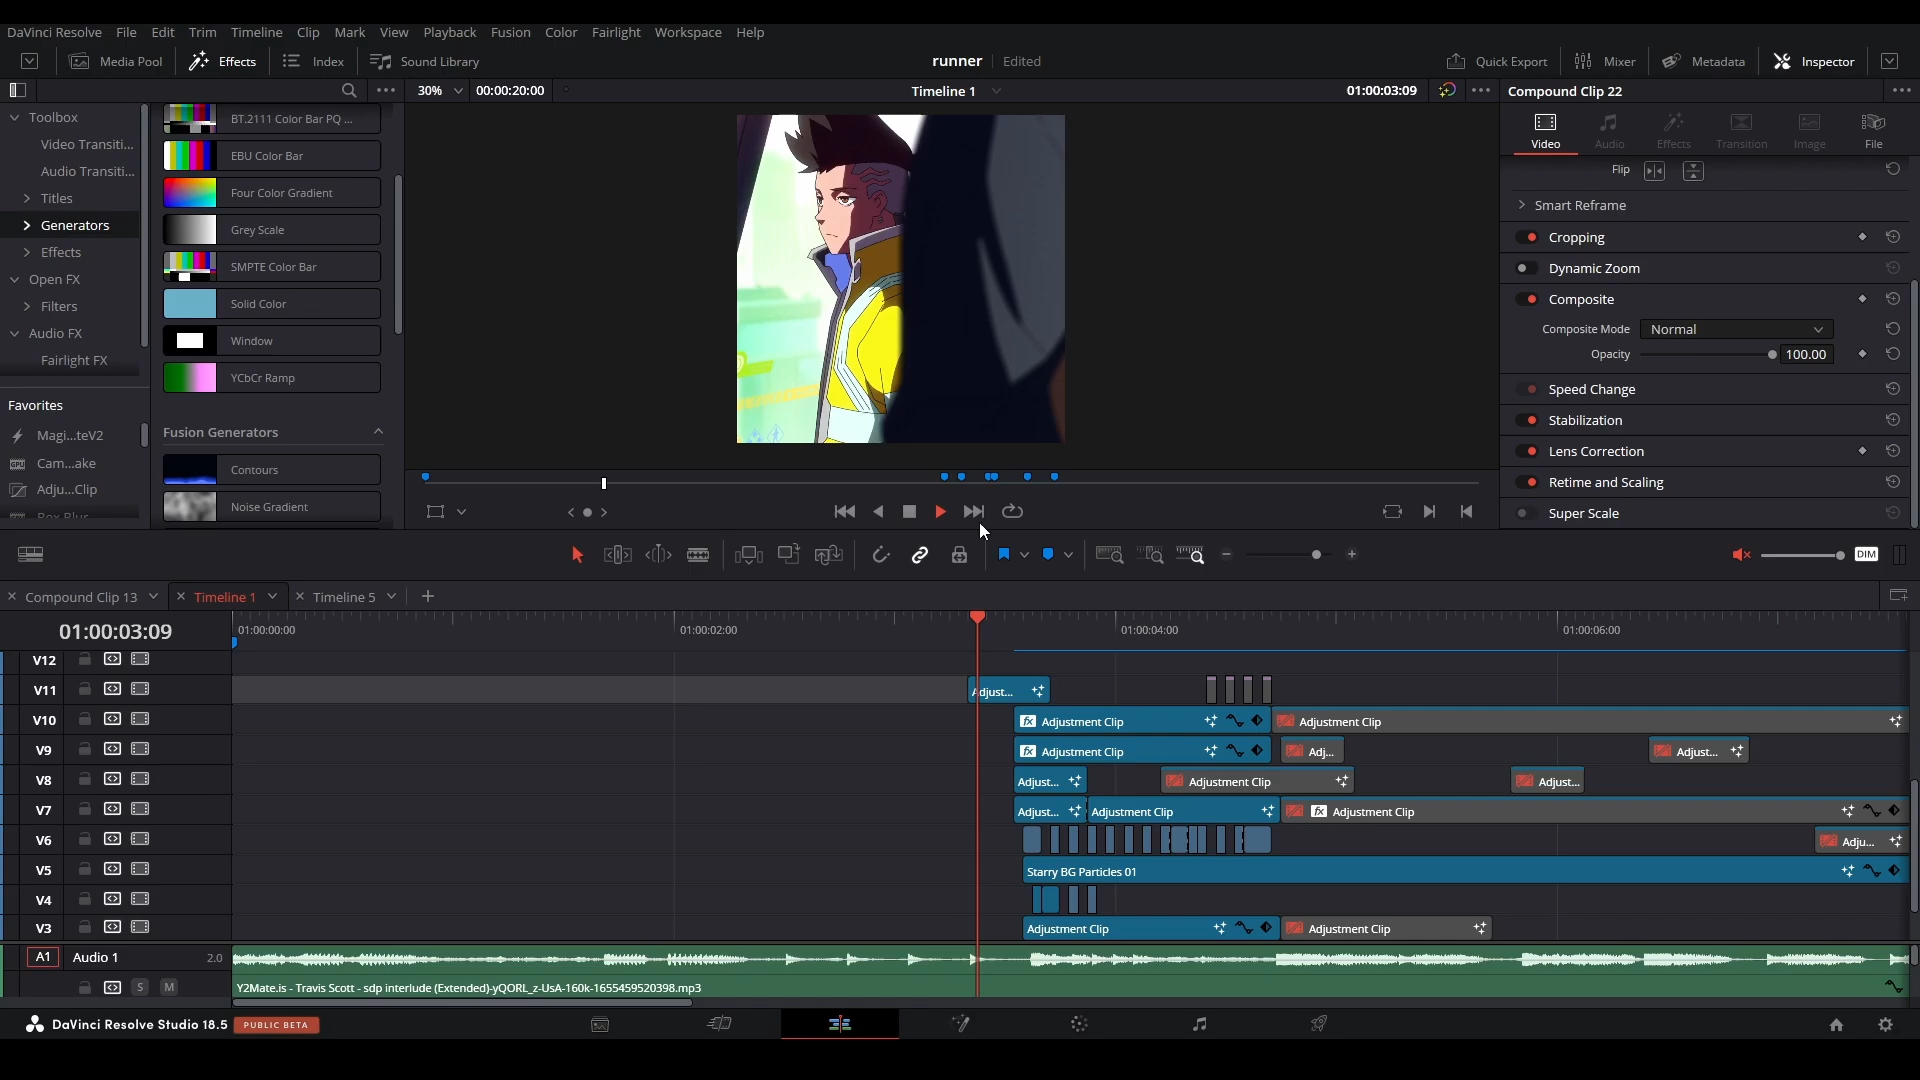 DaVinci Resolve File Edit Trim Timeline Clip Mark View Playback Fusion Color Fairlight Workspace Help
Media Pool Effects Index Sound Library runner Edited Quick Export Mixer Metadata Inspector
30% 00:00:20:00 Timeline 1 01:00:03:09 Compound Clip 22
Toolbox
Video Transiti...
Audio Transiti...
Titles
Generators
Effects
Open FX
Filters
Audio FX
Fairlight FX
Favorites
Magi...teV2
Cam...ake
Adju...Clip
BT.2111 Color Bar PQ ...
EBU Color Bar
Four Color Gradient
Grey Scale
SMPTE Color Bar
Solid Color
Window
YCbCr Ramp
Fusion Generators
Contours
Noise Gradient
Video Audio Effects Transition Image File
Flip
Smart Reframe
Cropping
Dynamic Zoom
Composite
Composite Mode Normal
Opacity 100.00
Speed Change
Stabilization
Lens Correction
Retime and Scaling
Super Scale
DIM
Compound Clip 13 Timeline 1 Timeline 5
01:00:03:09 01:00:00:00 01:00:02:00 01:00:04:00 01:00:06:00
V12
V11 Adjust...
V10 fx Adjustment Clip Adjustment Clip
V9 fx Adjustment Clip Adj... Adjust...
V8 Adjust... Adjustment Clip Adjust...
V7 Adjust... Adjustment Clip fx Adjustment Clip
V6 Adju...
V5 Starry BG Particles 01
V4
V3 Adjustment Clip Adjustment Clip
A1 Audio 1 2.0
S M Y2Mate.is - Travis Scott - sdp interlude (Extended)-yQORL_z-UsA-160k-1655459520398.mp3
DaVinci Resolve Studio 18.5 PUBLIC BETA